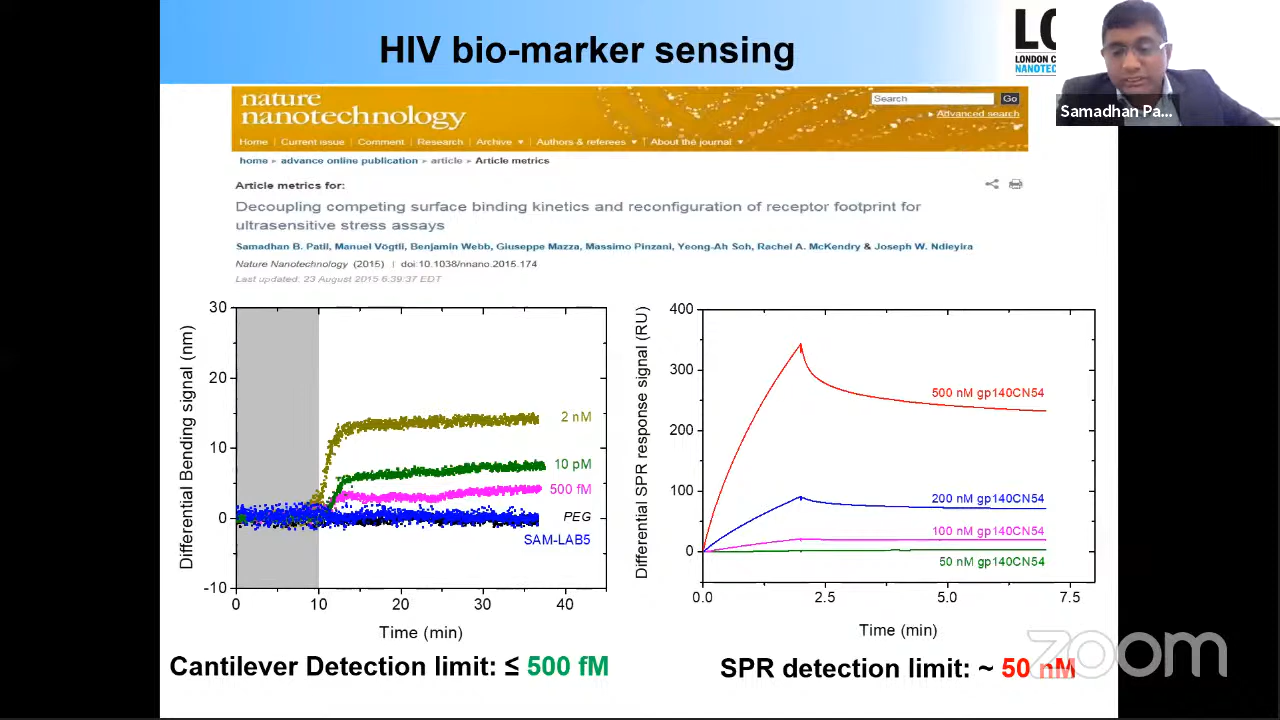 HIV bio-marker sensing
LONDON C
NANOTEC
Samadhan Pa...
nature
nanotechnology
Search Go
Advanced search
Home | Current issue | Comment | Research | Archive | Authors & referees | About the journal
home advance online publication article Article metrics
Article metrics for:
Decoupling competing surface binding kinetics and reconfiguration of receptor footprint for
ultrasensitive stress assays
Samadhan B. Patil, Manuel Vögtli, Benjamin Webb, Giuseppe Mazza, Massimo Pinzani, Yeong-Ah Soh, Rachel A. McKendry & Joseph W. Ndieyira
Nature Nanotechnology (2015) | doi:10.1038/nnano.2015.174
Last updated: 23 August 2015 6:39:37 EDT
Differential Bending signal (nm)
30
20
10
0
-10
2 nM
10 pM
500 fM
PEG
SAM-LAB5
0 10 20 30 40
Time (min)
Cantilever Detection limit: ≤ 500 fM
Differential SPR response signal (RU)
400
300
200
100
0
500 nM gp140CN54
200 nM gp140CN54
100 nM gp140CN54
50 nM gp140CN54
0.0 2.5 5.0 7.5
Time (min)
SPR detection limit: ~ 50 nM
zoom